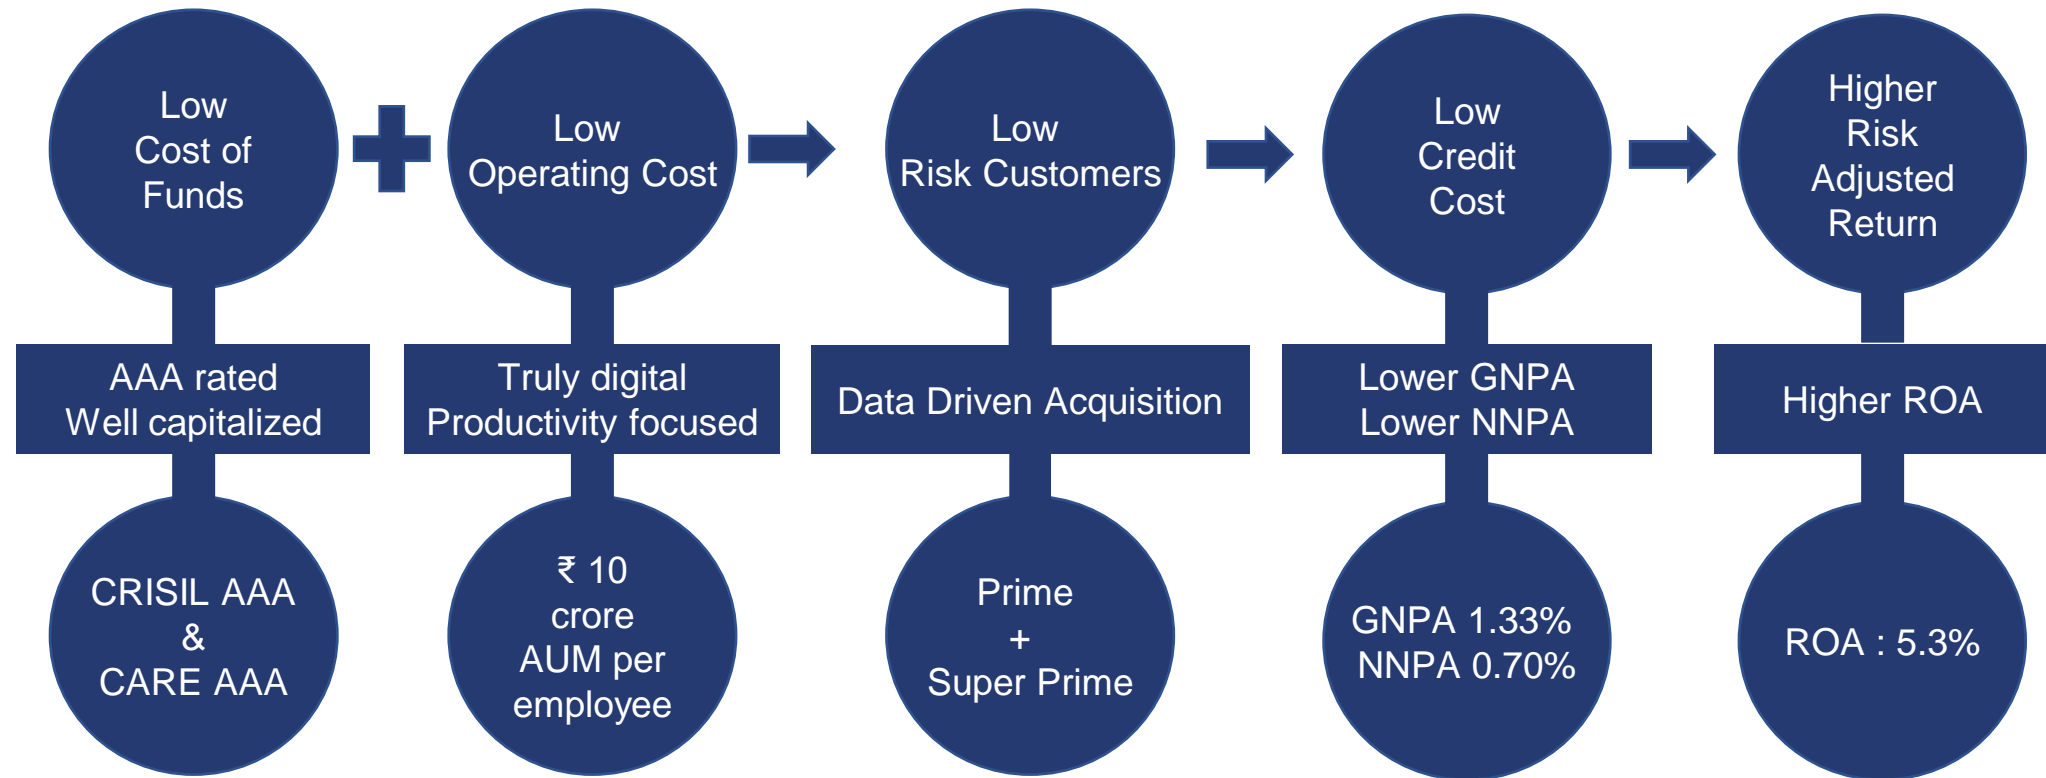 Low
Cost of
Funds
Low
Operating Cost
Low
Risk Customers
Low
Credit
Cost
Higher
Risk
Adjusted
Return
AAA rated
Well capitalized
Truly digital
Productivity focused
Data Driven Acquisition
Lower GNPA
Lower NNPA
Higher ROA
CRISIL AAA
&
CARE AAA
₹ 10
crore
AUM per
employee
Prime
+
Super Prime
GNPA 1.33%
NNPA 0.70%
ROA : 5.3%